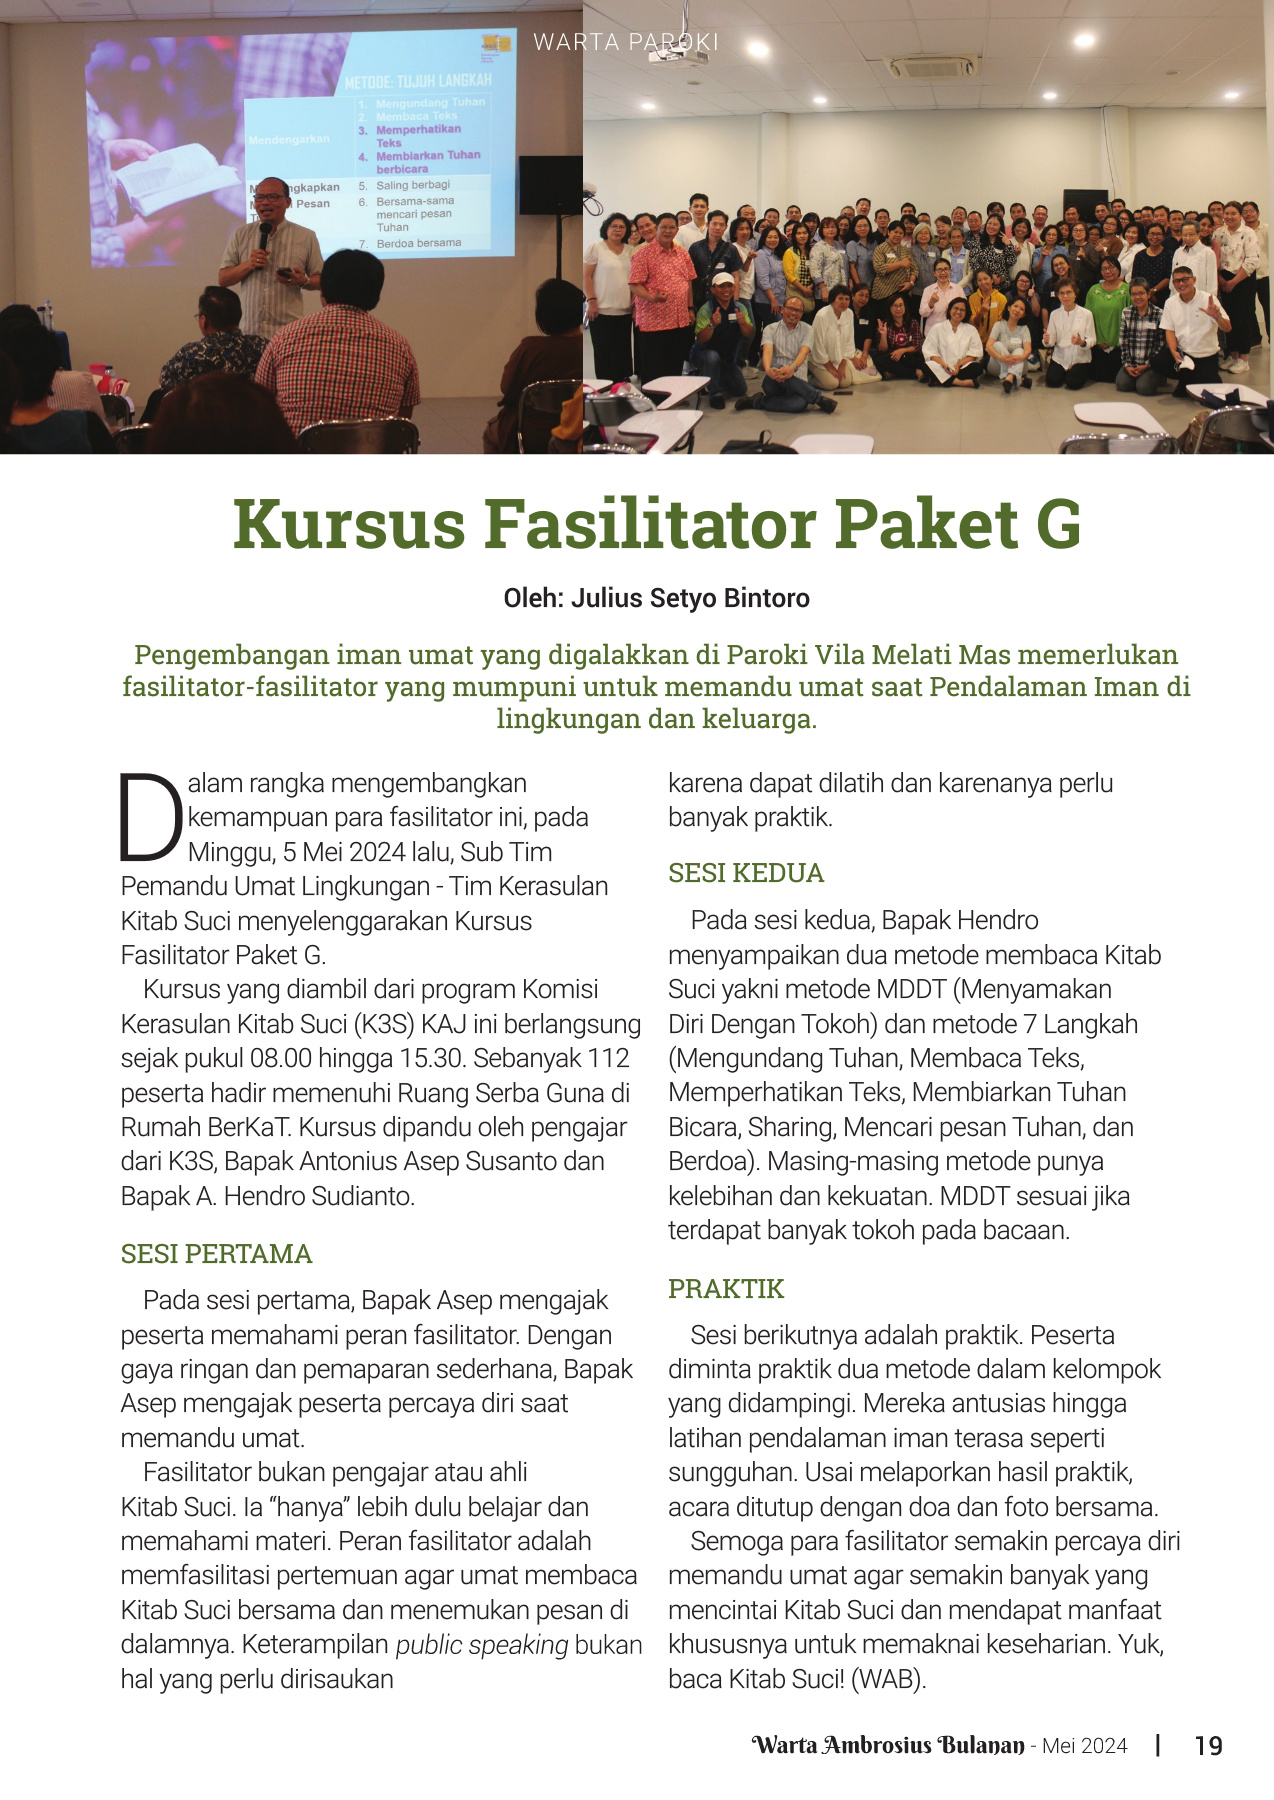 WARTA PAROKI
METODE: TUJUH LANGKAH
Mendengarkan
1. Mengundang Tuhan
2. Membaca Teks
3. Memperhatikan
Teks
4. Membiarkan Tuhan
berbicara
ngkapkan
Pesan
5. Saling berbagi
6. Bersama-sama
mencari pesan
Tuhan
7. Berdoa bersama
Kursus Fasilitator Paket G
Oleh: Julius Setyo Bintoro
Pengembangan iman umat yang digalakkan di Paroki Vila Melati Mas memerlukan
fasilitator-fasilitator yang mumpuni untuk memandu umat saat Pendalaman Iman di
lingkungan dan keluarga.
Dalam rangka mengembangkan
kemampuan para fasilitator ini, pada
Minggu, 5 Mei 2024 lalu, Sub Tim
Pemandu Umat Lingkungan - Tim Kerasulan
Kitab Suci menyelenggarakan Kursus
Fasilitator Paket G.
Kursus yang diambil dari program Komisi
Kerasulan Kitab Suci (K3S) KAJ ini berlangsung
sejak pukul 08.00 hingga 15.30. Sebanyak 112
peserta hadir memenuhi Ruang Serba Guna di
Rumah BerKaT. Kursus dipandu oleh pengajar
dari K3S, Bapak Antonius Asep Susanto dan
Bapak A. Hendro Sudianto.
SESI PERTAMA
Pada sesi pertama, Bapak Asep mengajak
peserta memahami peran fasilitator. Dengan
gaya ringan dan pemaparan sederhana, Bapak
Asep mengajak peserta percaya diri saat
memandu umat.
Fasilitator bukan pengajar atau ahli
Kitab Suci. Ia “hanya” lebih dulu belajar dan
memahami materi. Peran fasilitator adalah
memfasilitasi pertemuan agar umat membaca
Kitab Suci bersama dan menemukan pesan di
dalamnya. Keterampilan public speaking bukan
hal yang perlu dirisaukan
karena dapat dilatih dan karenanya perlu
banyak praktik.
SESI KEDUA
Pada sesi kedua, Bapak Hendro
menyampaikan dua metode membaca Kitab
Suci yakni metode MDDT (Menyamakan
Diri Dengan Tokoh) dan metode 7 Langkah
(Mengundang Tuhan, Membaca Teks,
Memperhatikan Teks, Membiarkan Tuhan
Bicara, Sharing, Mencari pesan Tuhan, dan
Berdoa). Masing-masing metode punya
kelebihan dan kekuatan. MDDT sesuai jika
terdapat banyak tokoh pada bacaan.
PRAKTIK
Sesi berikutnya adalah praktik. Peserta
diminta praktik dua metode dalam kelompok
yang didampingi. Mereka antusias hingga
latihan pendalaman iman terasa seperti
sungguhan. Usai melaporkan hasil praktik,
acara ditutup dengan doa dan foto bersama.
Semoga para fasilitator semakin percaya diri
memandu umat agar semakin banyak yang
mencintai Kitab Suci dan mendapat manfaat
khususnya untuk memaknai keseharian. Yuk,
baca Kitab Suci! (WAB).
Warta Ambrosius Bulanan - Mei 2024 | 19